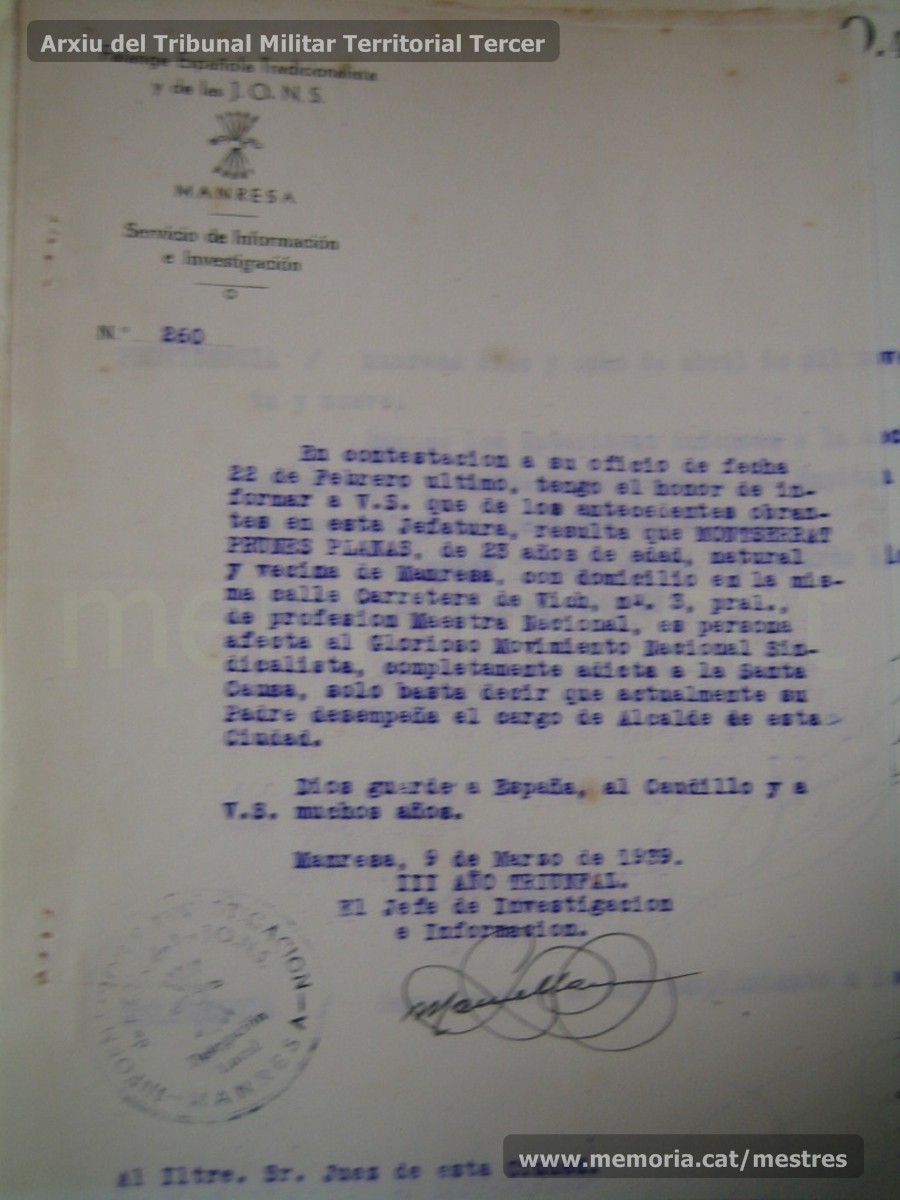 Arxiu del Tribunal Militar Territorial Tercer
Falange Española Tradicionalista
y de las J.O.N.S.
MANRESA
Servicio de Información
e Investigación
N.° 260
En contestacion a su oficio de fecha
22 de Febrero ultimo, tengo el honor de in-
formar a V.S. que de los antecedentes obran-
tes en esta Jefatura, resulta que MONTSERRAT
PRUNES PLANAS, de 25 años de edad, natural
y vecina de Manresa, con domicilio en la mis-
ma calle Carretera de Vich, nº. 3, pral.,
de profesion Maestra Nacional, es persona
afecta al Glorioso Movimiento Nacional Sin-
dicalista, completamente adicta a la Santa
Causa, solo basta decir que actualmente su
Padre desempeña el cargo de Alcalde de esta
Ciudad.
Dios guarde a España, al Caudillo y a
V.S. muchos años.
Manresa, 9 de Marzo de 1939.
III AÑO TRIUNFAL.
El Jefe de Investigacion
e Informacion.
MANRESA
Al Iltre. Sr. Juez de esta Ciudad.
www.memoria.cat/mestres